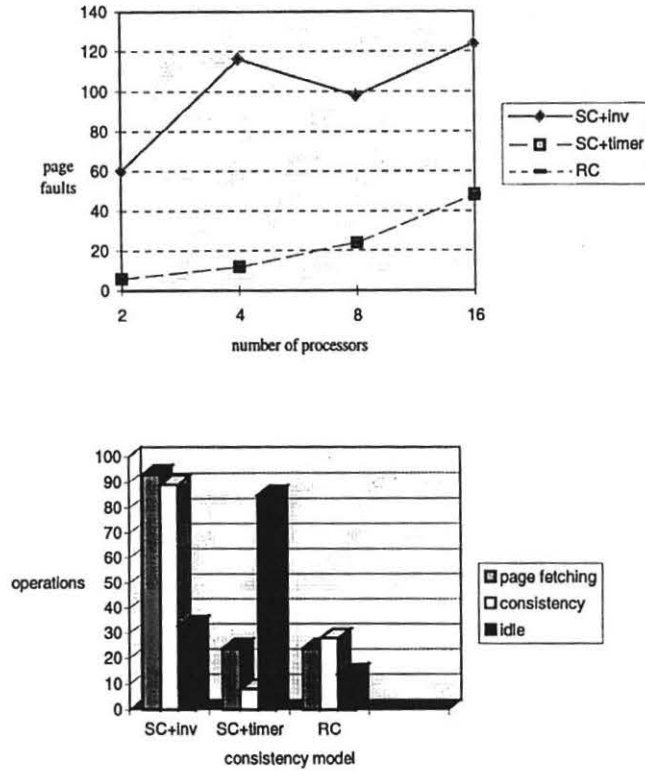 140
120
100
80
60
40
20
0
page
faults
2 4 8 16
number of processors
SC+inv
SC+timer
RC
100
90
80
70
60
50
40
30
20
10
0
operations
SC+inv SC+timer RC
consistency model
page fetching
consistency
idle